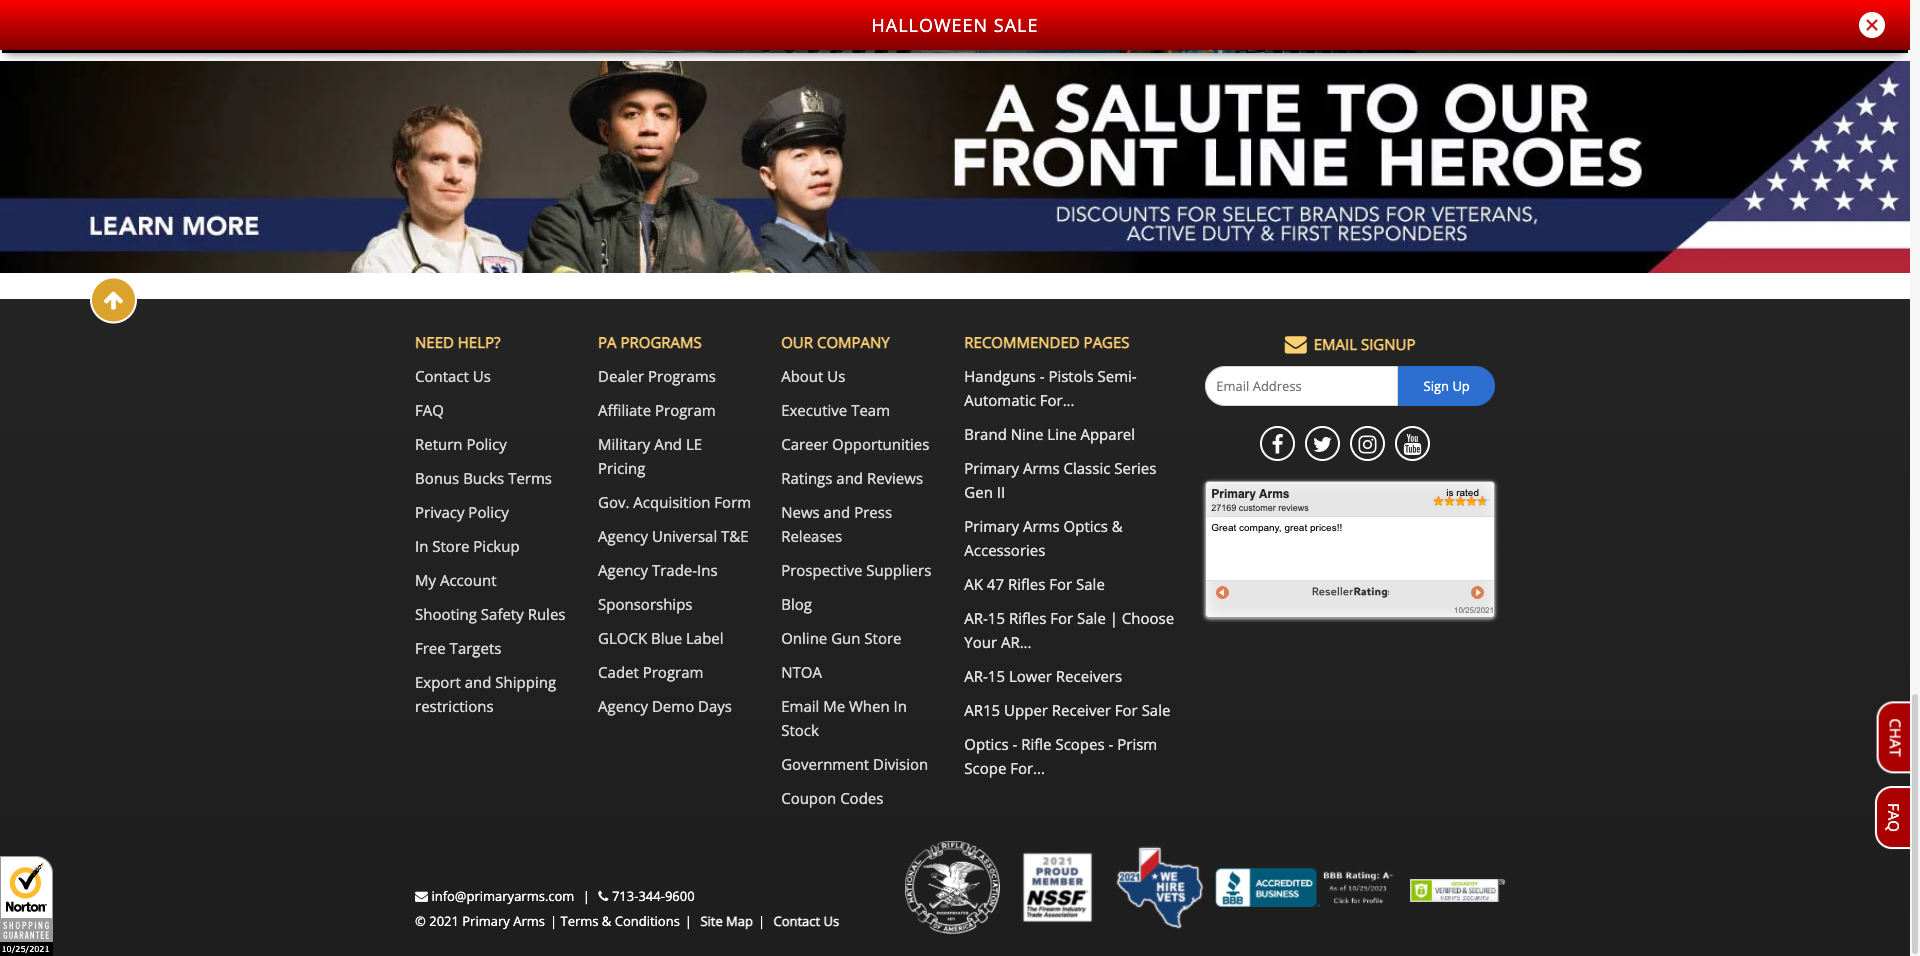 HALLOWEEN SALE
A SALUTE TO OUR
FRONT LINE HEROES
DISCOUNTS FOR SELECT BRANDS FOR VETERANS,
ACTIVE DUTY & FIRST RESPONDERS
LEARN MORE
NEED HELP?
Contact Us
FAQ
Return Policy
Bonus Bucks Terms
Privacy Policy
In Store Pickup
My Account
Shooting Safety Rules
Free Targets
Export and Shipping
restrictions
PA PROGRAMS
Dealer Programs
Affiliate Program
Military And LE
Pricing
Gov. Acquisition Form
Agency Universal T&E
Agency Trade-Ins
Sponsorships
GLOCK Blue Label
Cadet Program
Agency Demo Days
OUR COMPANY
About Us
Executive Team
Career Opportunities
Ratings and Reviews
News and Press
Releases
Prospective Suppliers
Blog
Online Gun Store
NTOA
Email Me When In
Stock
Government Division
Coupon Codes
RECOMMENDED PAGES
Handguns - Pistols Semi-
Automatic For...
Brand Nine Line Apparel
Primary Arms Classic Series
Gen II
Primary Arms Optics &
Accessories
AK 47 Rifles For Sale
AR-15 Rifles For Sale | Choose
Your AR...
AR-15 Lower Receivers
AR15 Upper Receiver For Sale
Optics - Rifle Scopes - Prism
Scope For...
EMAIL SIGNUP
Email Address
Sign Up
You
Tube
Primary Arms
is rated
27169 customer reviews
Great company, great prices!!
ResellerRating
10/25/2021
CHAT
FAQ
Norton
SHOPPING
GUARANTEE
10/25/2021
info@primaryarms.com | 713-344-9600
© 2021 Primary Arms | Terms & Conditions | Site Map | Contact Us
NATIONAL RIFLE ASSOCIATION
INCORPORATED
OF AMERICA
2021
PROUD
MEMBER
NSSF
The Firearm Industry
Trade Association
2021
WE
HIRE
VETS
BBB
ACCREDITED
BUSINESS
BBB Rating: A-
As of 10/25/2021
Click for Profile
GODADDY
VERIFIED & SECURED
VERIFY SECURITY